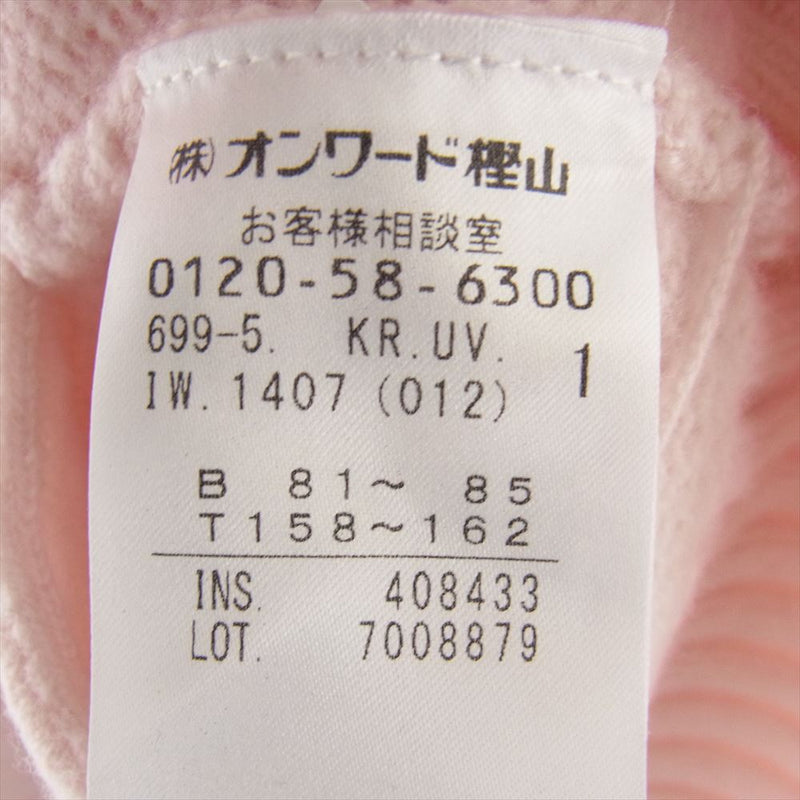 (株)オンワード樫山
お客様相談室
0120-58-6300
699-5. KR.UV. 1
IW.1407(012)
B 81～ 85
T158～162
INS. 408433
LOT. 7008879